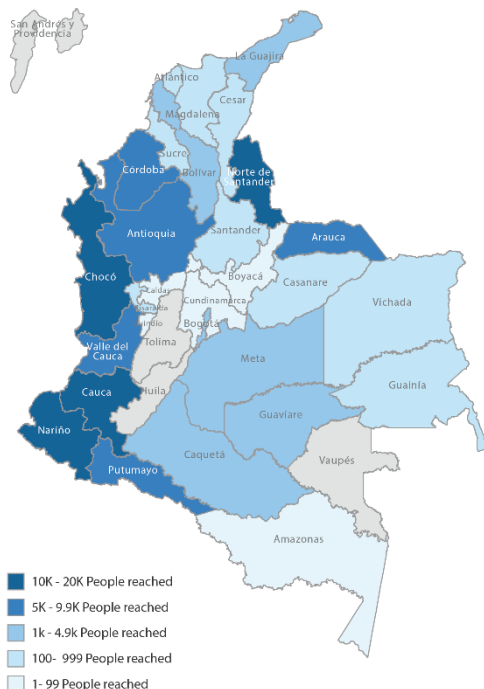 San Andrés y
Providencia
La Guajira
Atlántico
Cesar
Magdalena
Sucre
Bolívar
Córdoba
Norte de
Santander
Antioquia
Santander
Arauca
Chocó
Boyacá
Casanare
Caldas
Risaralda
Cundinamarca
Vichada
Bogotá
indio
Tolima
Valle del
Cauca
Meta
Guainía
Cauca
Huila
Guaviare
Nariño
Caquetá
Vaupés
Putumayo
Amazonas
10K - 20K People reached
5K - 9.9K People reached
1k - 4.9k People reached
100- 999 People reached
1- 99 People reached